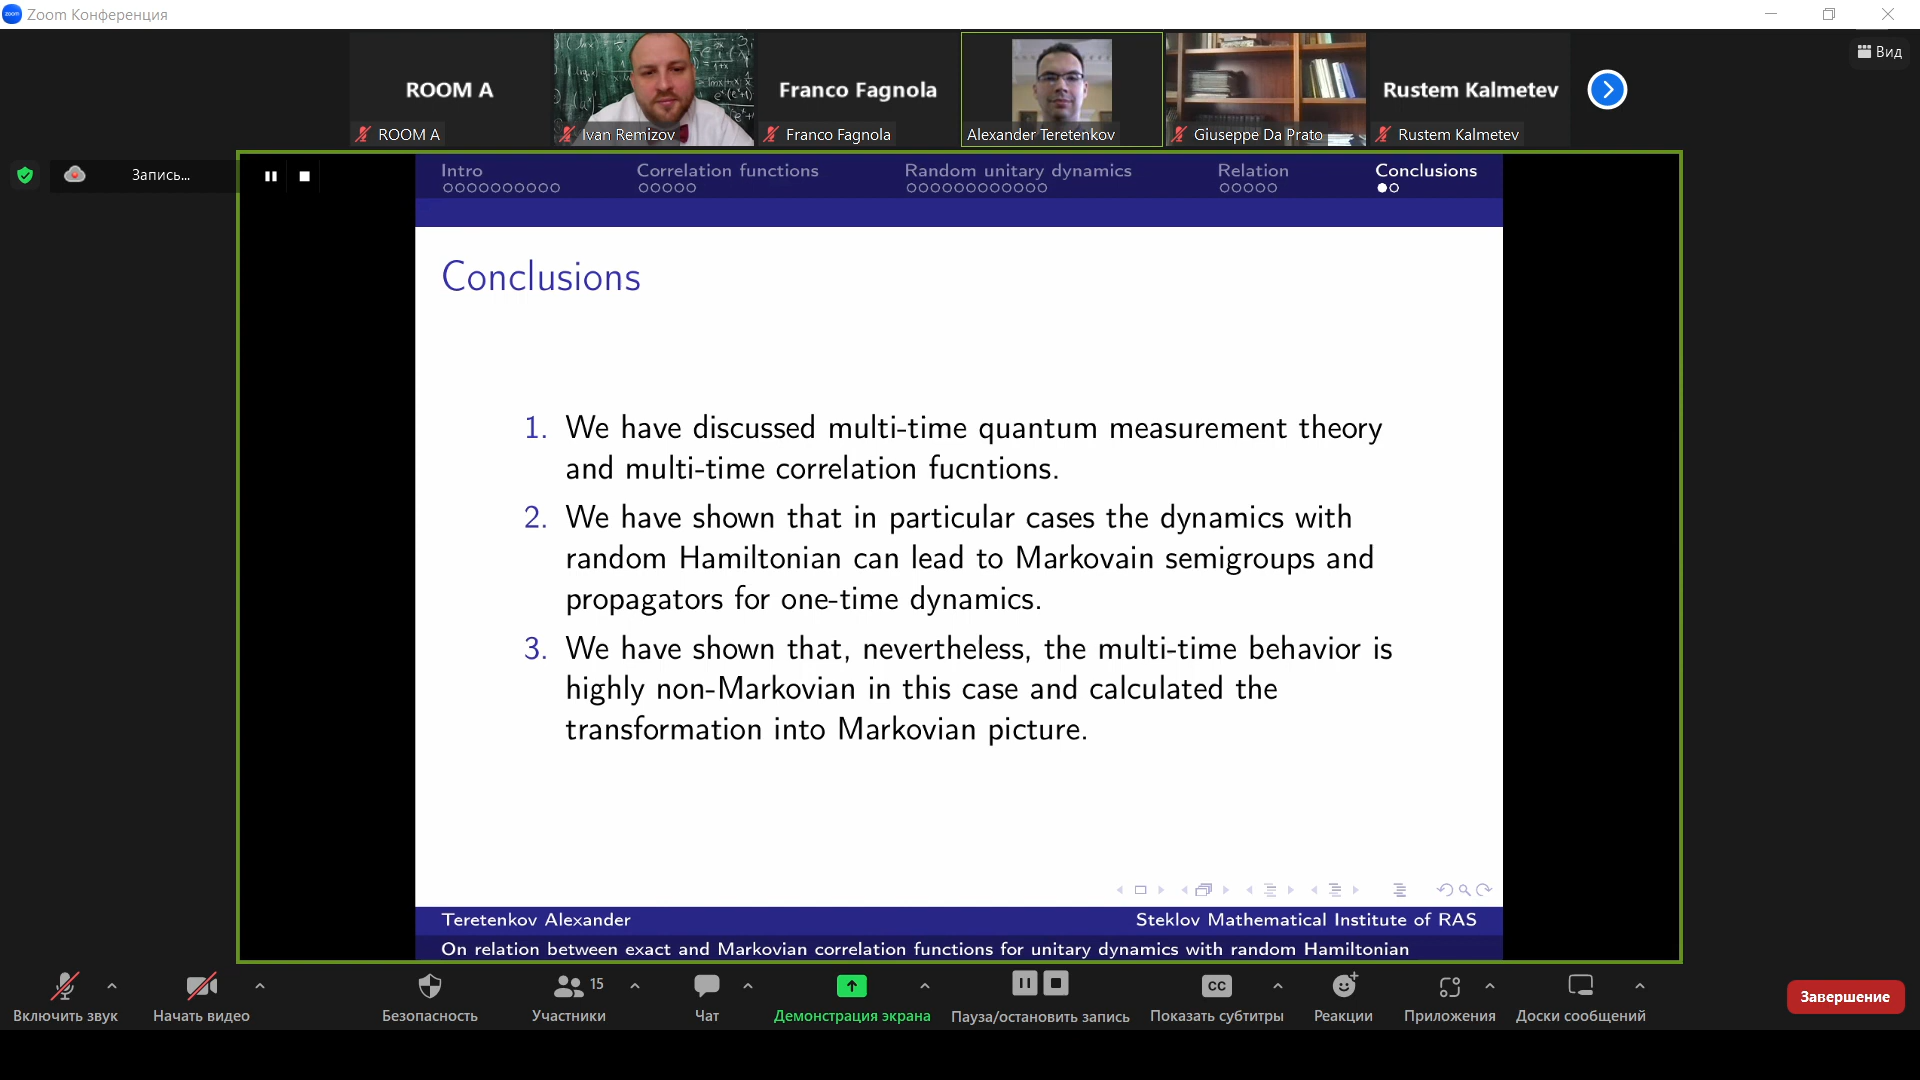 zoom Zoom Конференция
ROOM A
Franco Fagnola
Rustem Kalmetev
Вид
ROOM A
Ivan Remizov
Franco Fagnola
Alexander Teretenkov
Giuseppe Da Prato
Rustem Kalmetev
Запись...
Intro Correlation functions Random unitary dynamics Relation Conclusions
Conclusions
1. We have discussed multi-time quantum measurement theory
and multi-time correlation fucntions.
2. We have shown that in particular cases the dynamics with
random Hamiltonian can lead to Markovain semigroups and
propagators for one-time dynamics.
3. We have shown that, nevertheless, the multi-time behavior is
highly non-Markovian in this case and calculated the
transformation into Markovian picture.
Teretenkov Alexander Steklov Mathematical Institute of RAS
On relation between exact and Markovian correlation functions for unitary dynamics with random Hamiltonian
15
CC
Включить звук Начать видео Безопасность Участники Чат Демонстрация экрана Пауза/остановить запись Показать субтитры Реакции Приложения Доски сообщений
Завершение